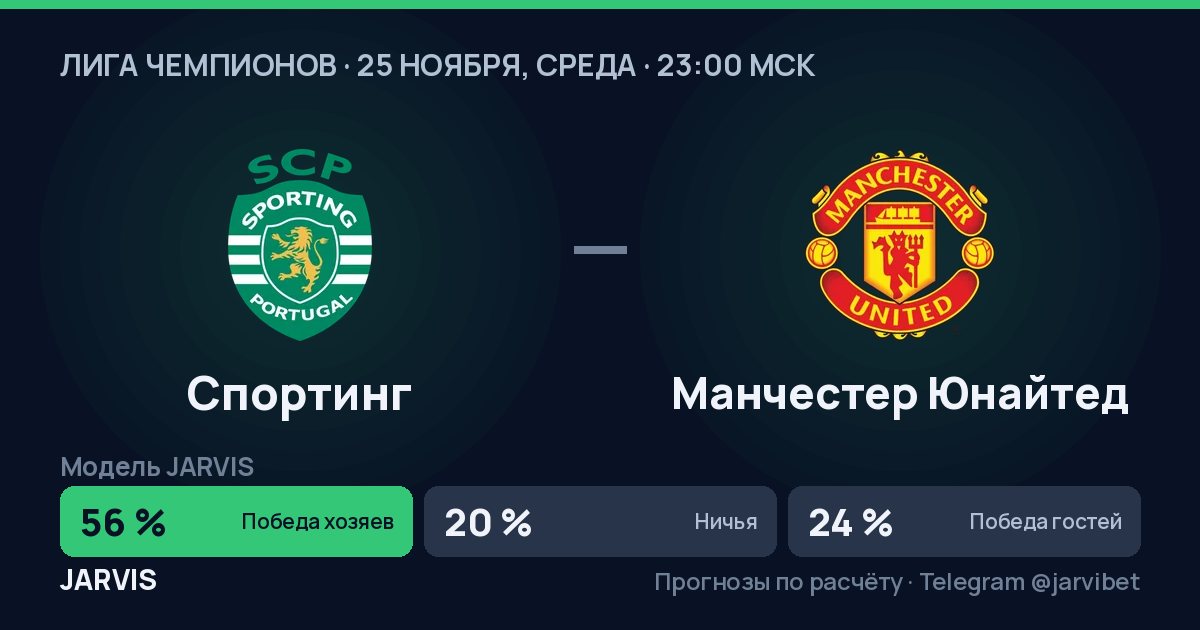 ЛИГА ЧЕМПИОНОВ · 25 НОЯБРЯ, СРЕДА · 23:00 МСК
SCP
SPORTING
PORTUGAL
MANCHESTER
UNITED
—
Спортинг
Манчестер Юнайтед
Модель JARVIS
56 % Победа хозяев
20 % Ничья
24 % Победа гостей
JARVIS
Прогнозы по расчёту · Telegram @jarvibet